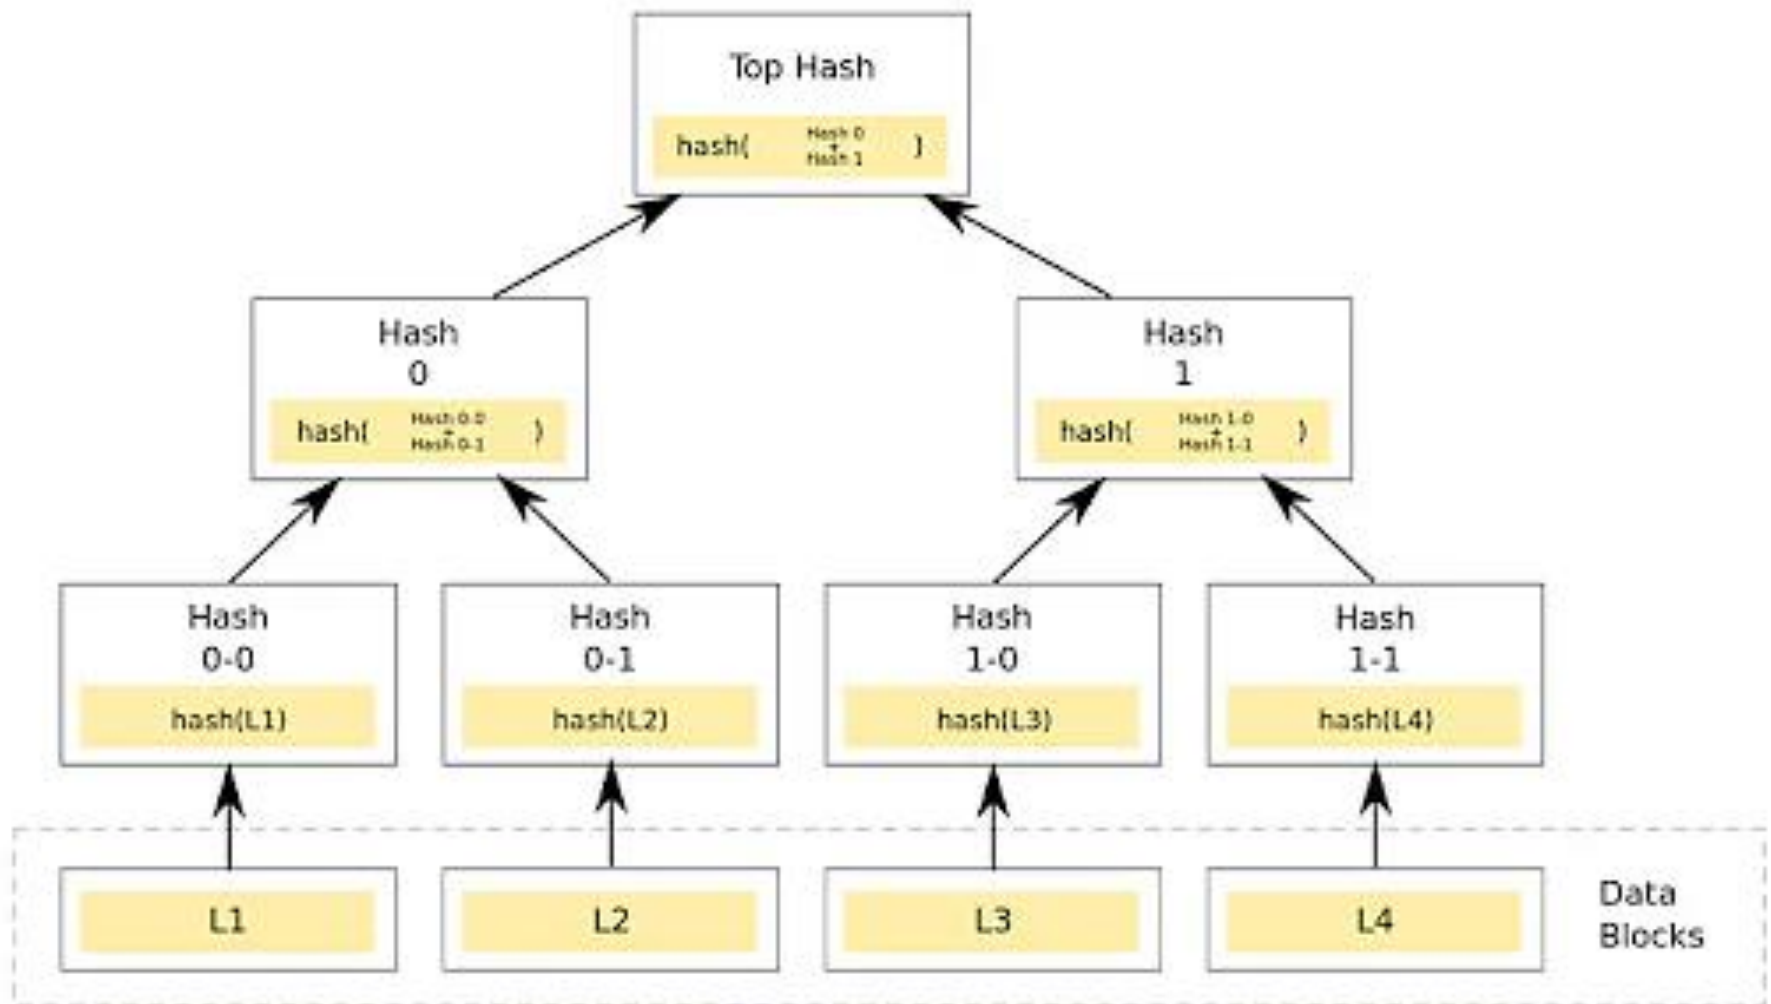 Top Hash
hash( Hash 0 + Hash 1 )
Hash
0
hash( Hash 0-0 + Hash 0-1 )
Hash
1
hash( Hash 1-0 + Hash 1-1 )
Hash
0-0
hash(L1)
Hash
0-1
hash(L2)
Hash
1-0
hash(L3)
Hash
1-1
hash(L4)
L1
L2
L3
L4
Data
Blocks